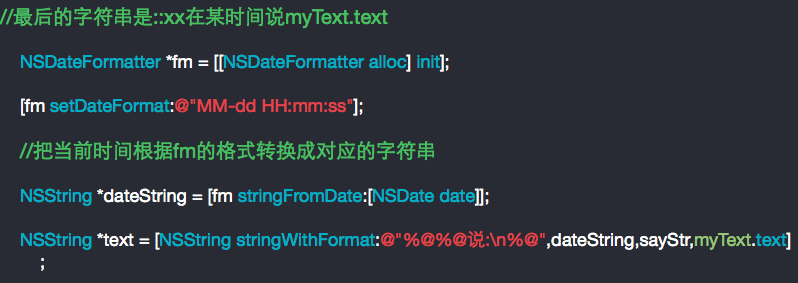 //最后的字符串是::xx在某时间说myText.text
NSDateFormatter *fm = [[NSDateFormatter alloc] init];
[fm setDateFormat:@"MM-dd HH:mm:ss"];
//把当前时间根据fm的格式转换成对应的字符串
NSString *dateString = [fm stringFromDate:[NSDate date]];
NSString *text = [NSString stringWithFormat:@"%@%@说:\n%@",dateString,sayStr,myText.text]
;